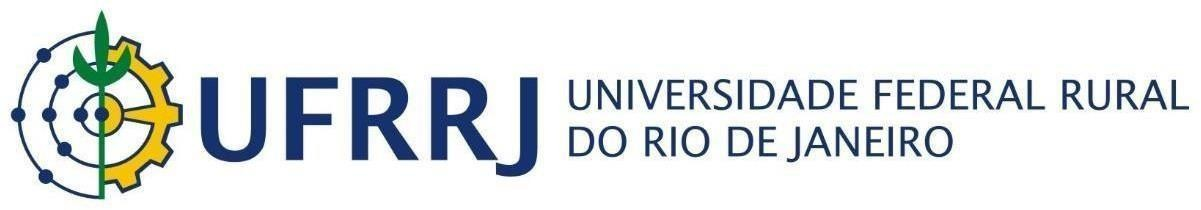 UFRRJ
UNIVERSIDADE FEDERAL RURAL
DO RIO DE JANEIRO